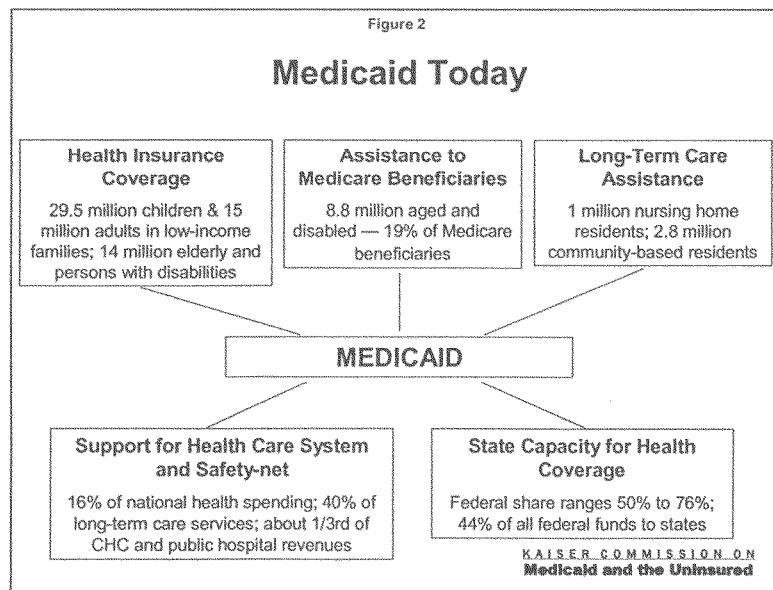 Figure 2
Medicaid Today
Health Insurance
Coverage
29.5 million children & 15
million adults in low-income
families; 14 million elderly and
persons with disabilities
Assistance to
Medicare Beneficiaries
8.8 million aged and
disabled — 19% of Medicare
beneficiaries
Long-Term Care
Assistance
1 million nursing home
residents; 2.8 million
community-based residents
MEDICAID
Support for Health Care System
and Safety-net
16% of national health spending; 40% of
long-term care services; about 1/3rd of
CHC and public hospital revenues
State Capacity for Health
Coverage
Federal share ranges 50% to 76%;
44% of all federal funds to states
KAISER COMMISSION ON
Medicaid and the Uninsured